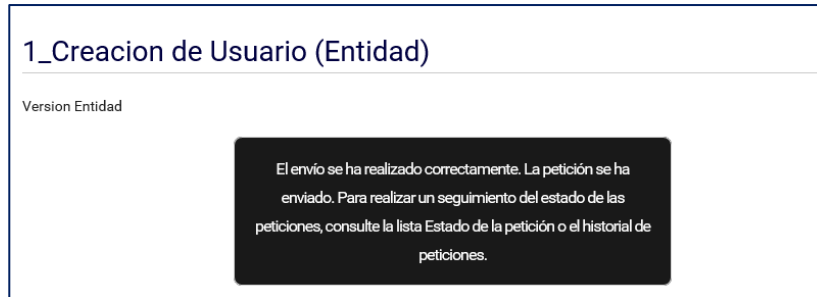 1_Creacion de Usuario (Entidad)
Version Entidad
El envío se ha realizado correctamente. La petición se ha
enviado. Para realizar un seguimiento del estado de las
peticiones, consulte la lista Estado de la petición o el historial de
peticiones.